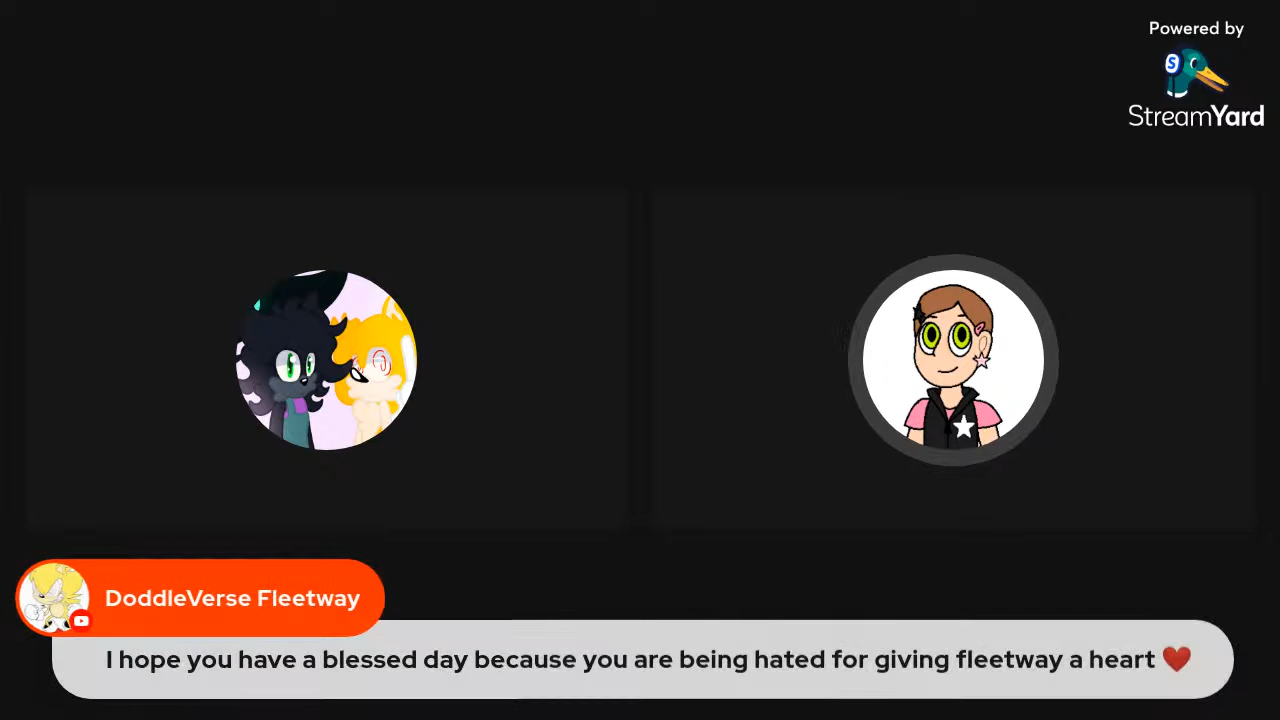 Powered by
S
StreamYard
DoddleVerse Fleetway
I hope you have a blessed day because you are being hated for giving fleetway a heart ❤️